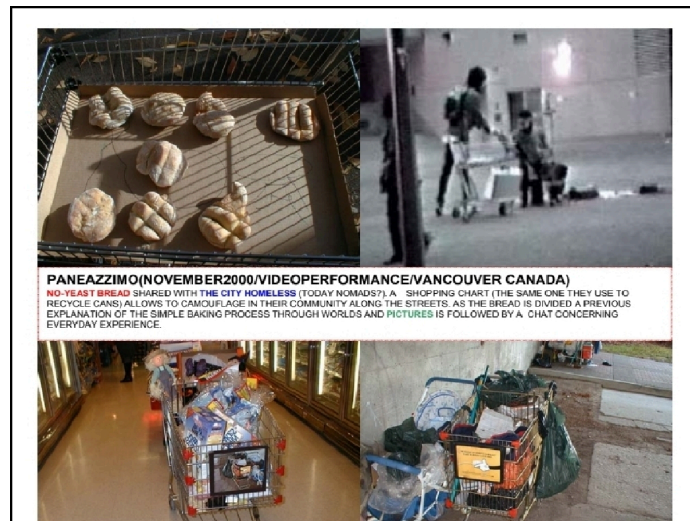 PANEAZZIMO(NOVEMBER2000/VIDEOPERFORMANCE/VANCOUVER CANADA)
NO-YEAST BREAD SHARED WITH THE CITY HOMELESS (TODAY NOMADS?). A SHOPPING CHART (THE SAME ONE THEY USE TO
RECYCLE CANS) ALLOWS TO CAMOUFLAGE IN THEIR COMMUNITY ALONG THE STREETS. AS THE BREAD IS DIVIDED A PREVIOUS
EXPLANATION OF THE SIMPLE BAKING PROCESS THROUGH WORLDS AND PICTURES IS FOLLOWED BY A CHAT CONCERNING
EVERYDAY EXPERIENCE.